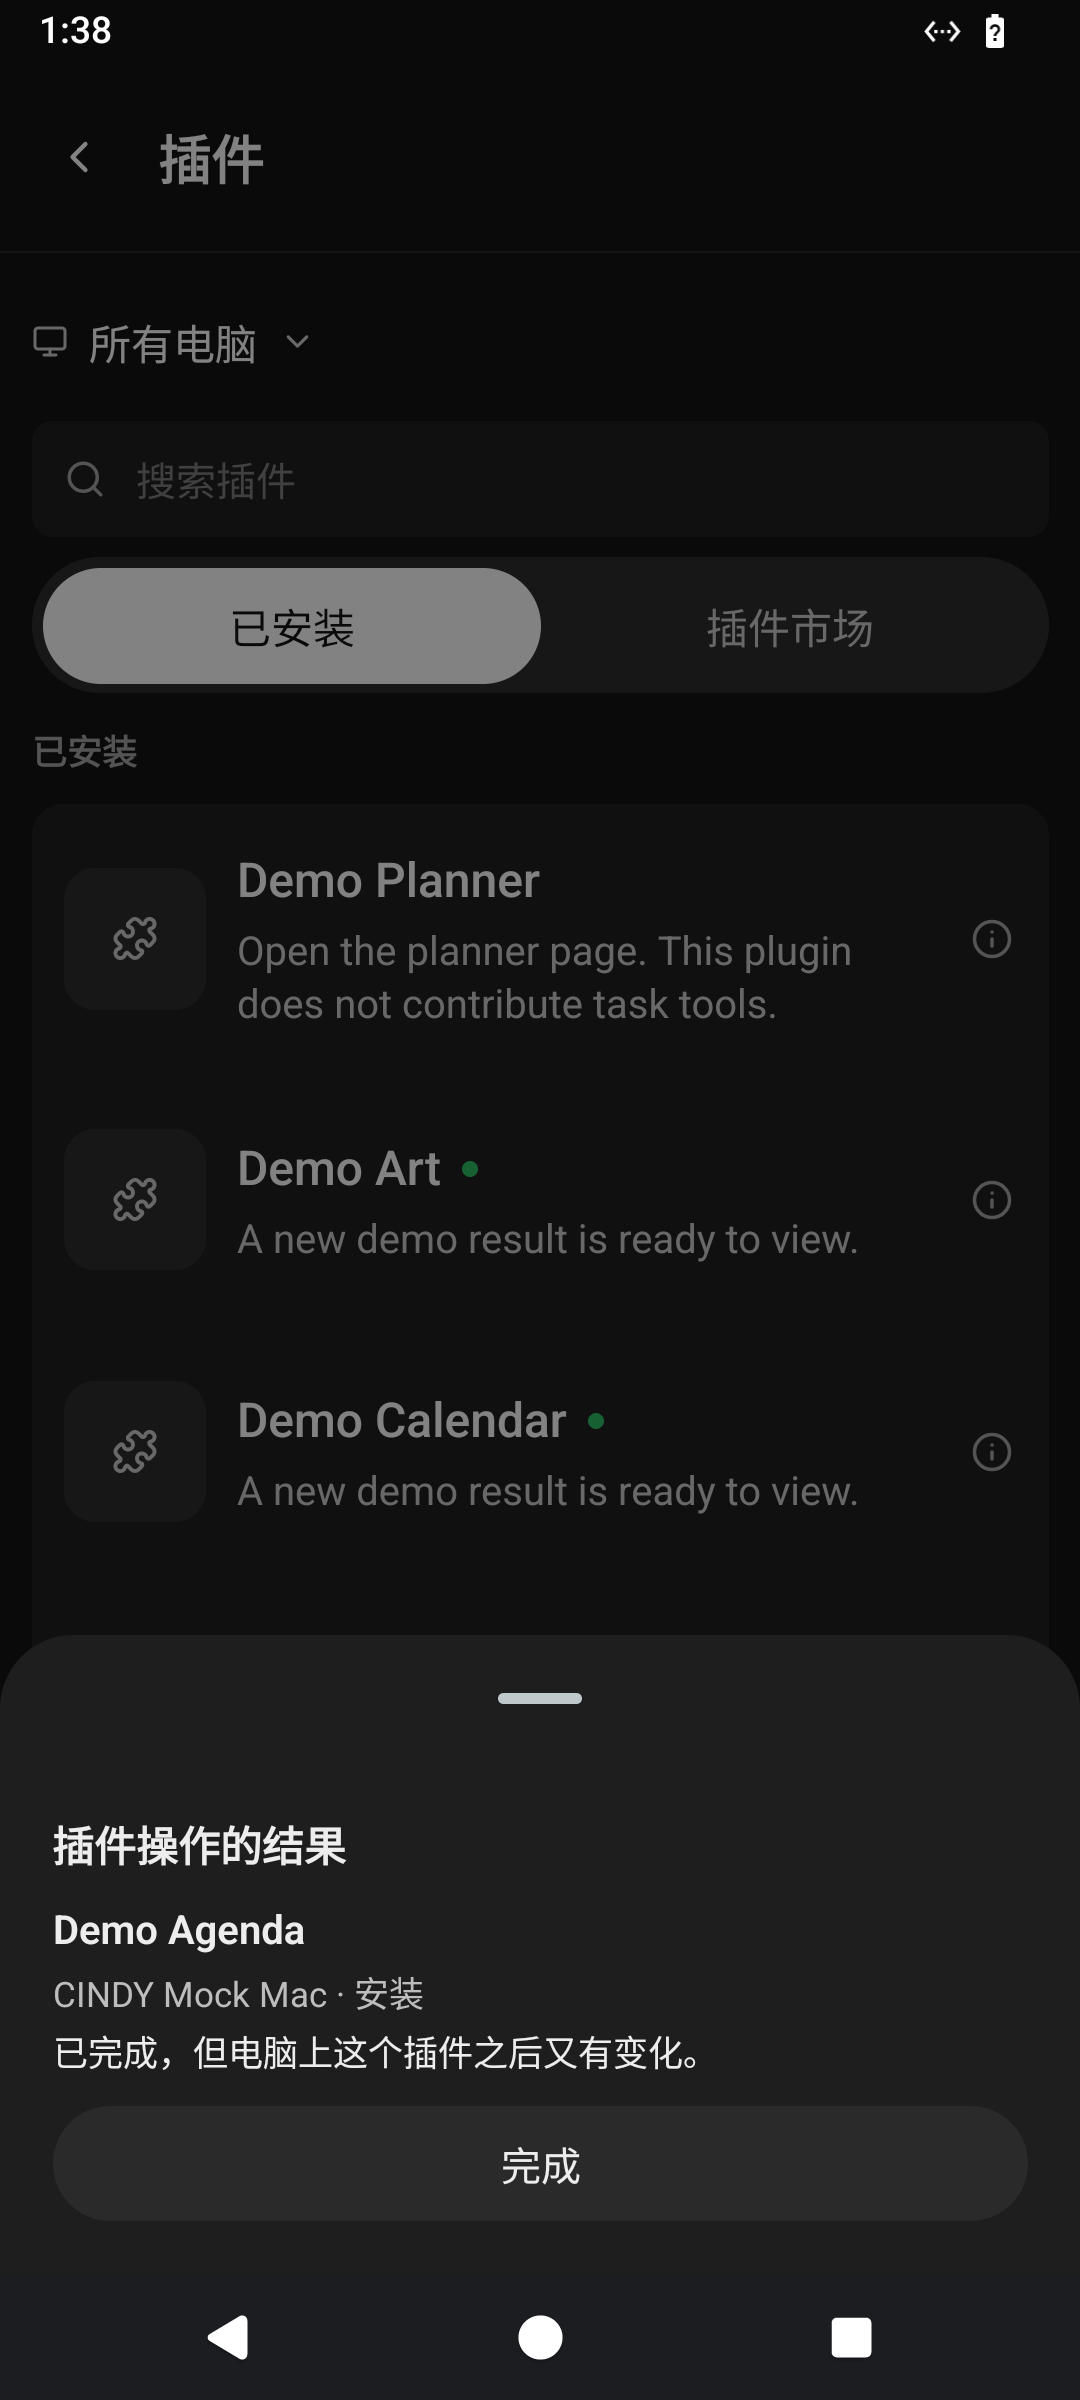 1:38
插件
所有电脑
搜索插件
已安装
插件市场
已安装
Demo Planner
Open the planner page. This plugin
does not contribute task tools.
Demo Art
A new demo result is ready to view.
Demo Calendar
A new demo result is ready to view.
插件操作的结果
Demo Agenda
CINDY Mock Mac · 安装
已完成，但电脑上这个插件之后又有变化。
完成